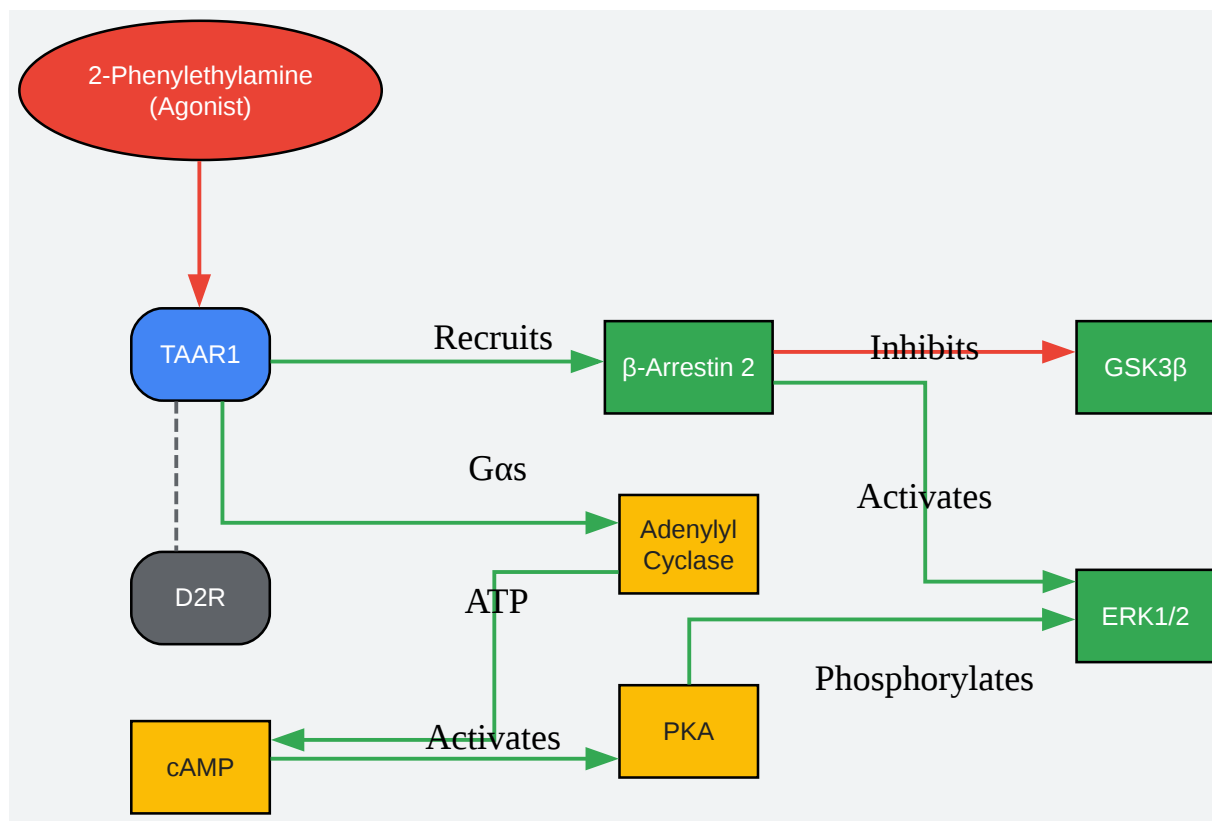 2-Phenylethylamine
(Agonist)
TAAR1
Recruits
β-Arrestin 2
Inhibits
GSK3β
Gαs
Activates
Adenylyl
Cyclase
D2R
ATP
ERK1/2
Phosphorylates
cAMP
Activates
PKA